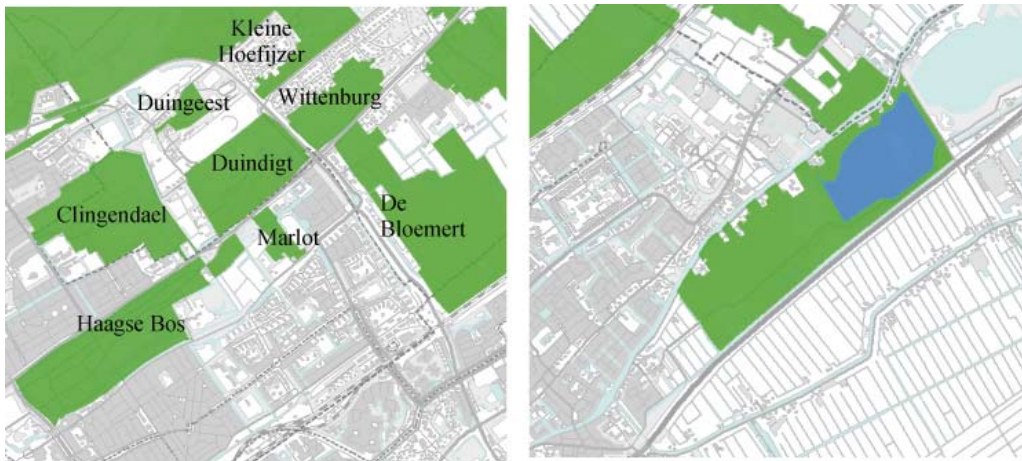 Kleine
Hoefijzer
Duingeest
Wittenburg
Duindigt
Clingendael
De
Bloemert
Marlot
Haagse Bos